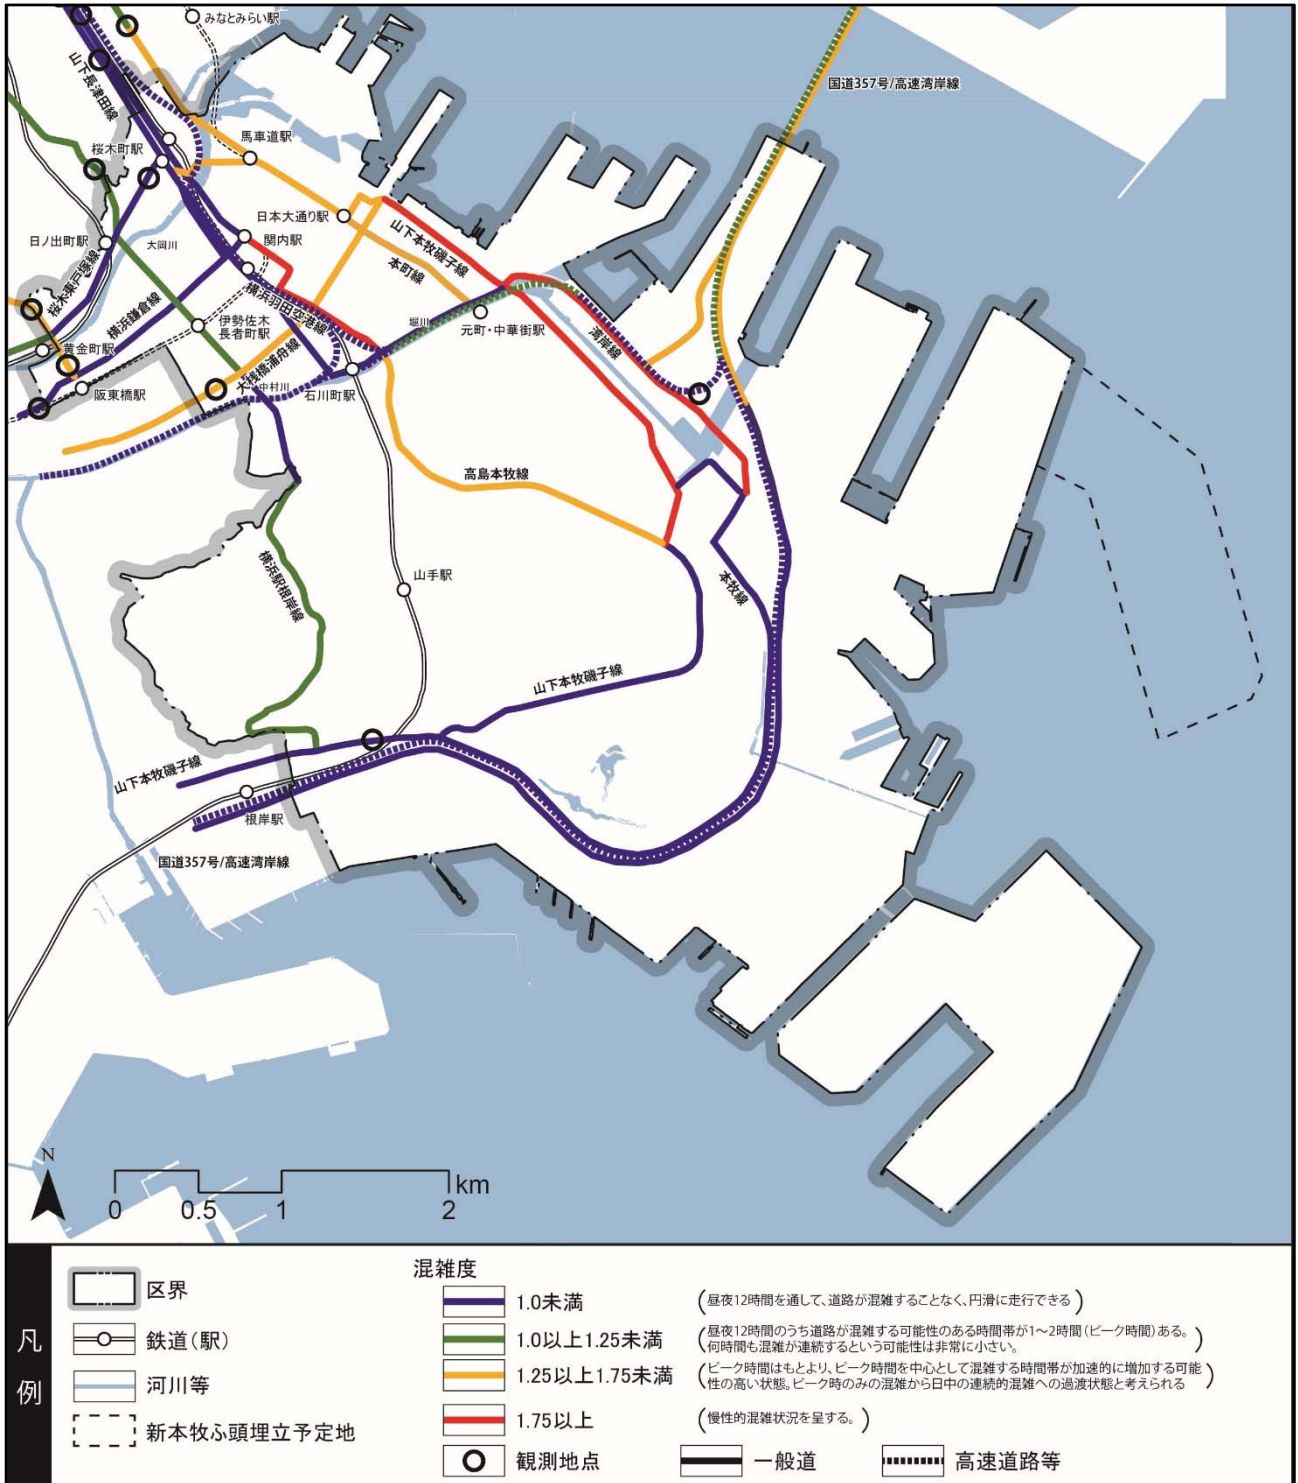 みなとみらい駅
山下長津田線
国道357号/高速湾岸線
馬車道駅
桜木町駅
日本大通り駅
山下本牧磯子線
関内駅
日ノ出町駅
大岡川
本町線
桜木東戸塚線
横浜鎌倉線
横浜羽田空港線
堀川
元町・中華街駅
湾岸線
伊勢佐木
長者町駅
黄金町駅
大桟橋浦舟線
阪東橋駅
中村川
石川町駅
高島本牧線
横浜駅根岸線
山手駅
本牧線
山下本牧磯子線
山下本牧磯子線
根岸駅
国道357号/高速湾岸線
N
km
0 0.5 1 2
凡例
区界
鉄道(駅)
河川等
新本牧ふ頭埋立予定地
混雑度
1.0未満
(昼夜12時間を通して、道路が混雑することなく、円滑に走行できる)
1.0以上1.25未満
(昼夜12時間のうち道路が混雑する可能性のある時間帯が1~2時間(ピーク時間)ある。
何時間も混雑が連続するという可能性は非常に小さい。)
1.25以上1.75未満
(ピーク時間はもとより、ピーク時間を中心として混雑する時間帯が加速的に増加する可能
性の高い状態。ピーク時のみの混雑から日中の連続的混雑への過渡状態と考えられる)
1.75以上
(慢性的混雑状況を呈する。)
観測地点
一般道
高速道路等